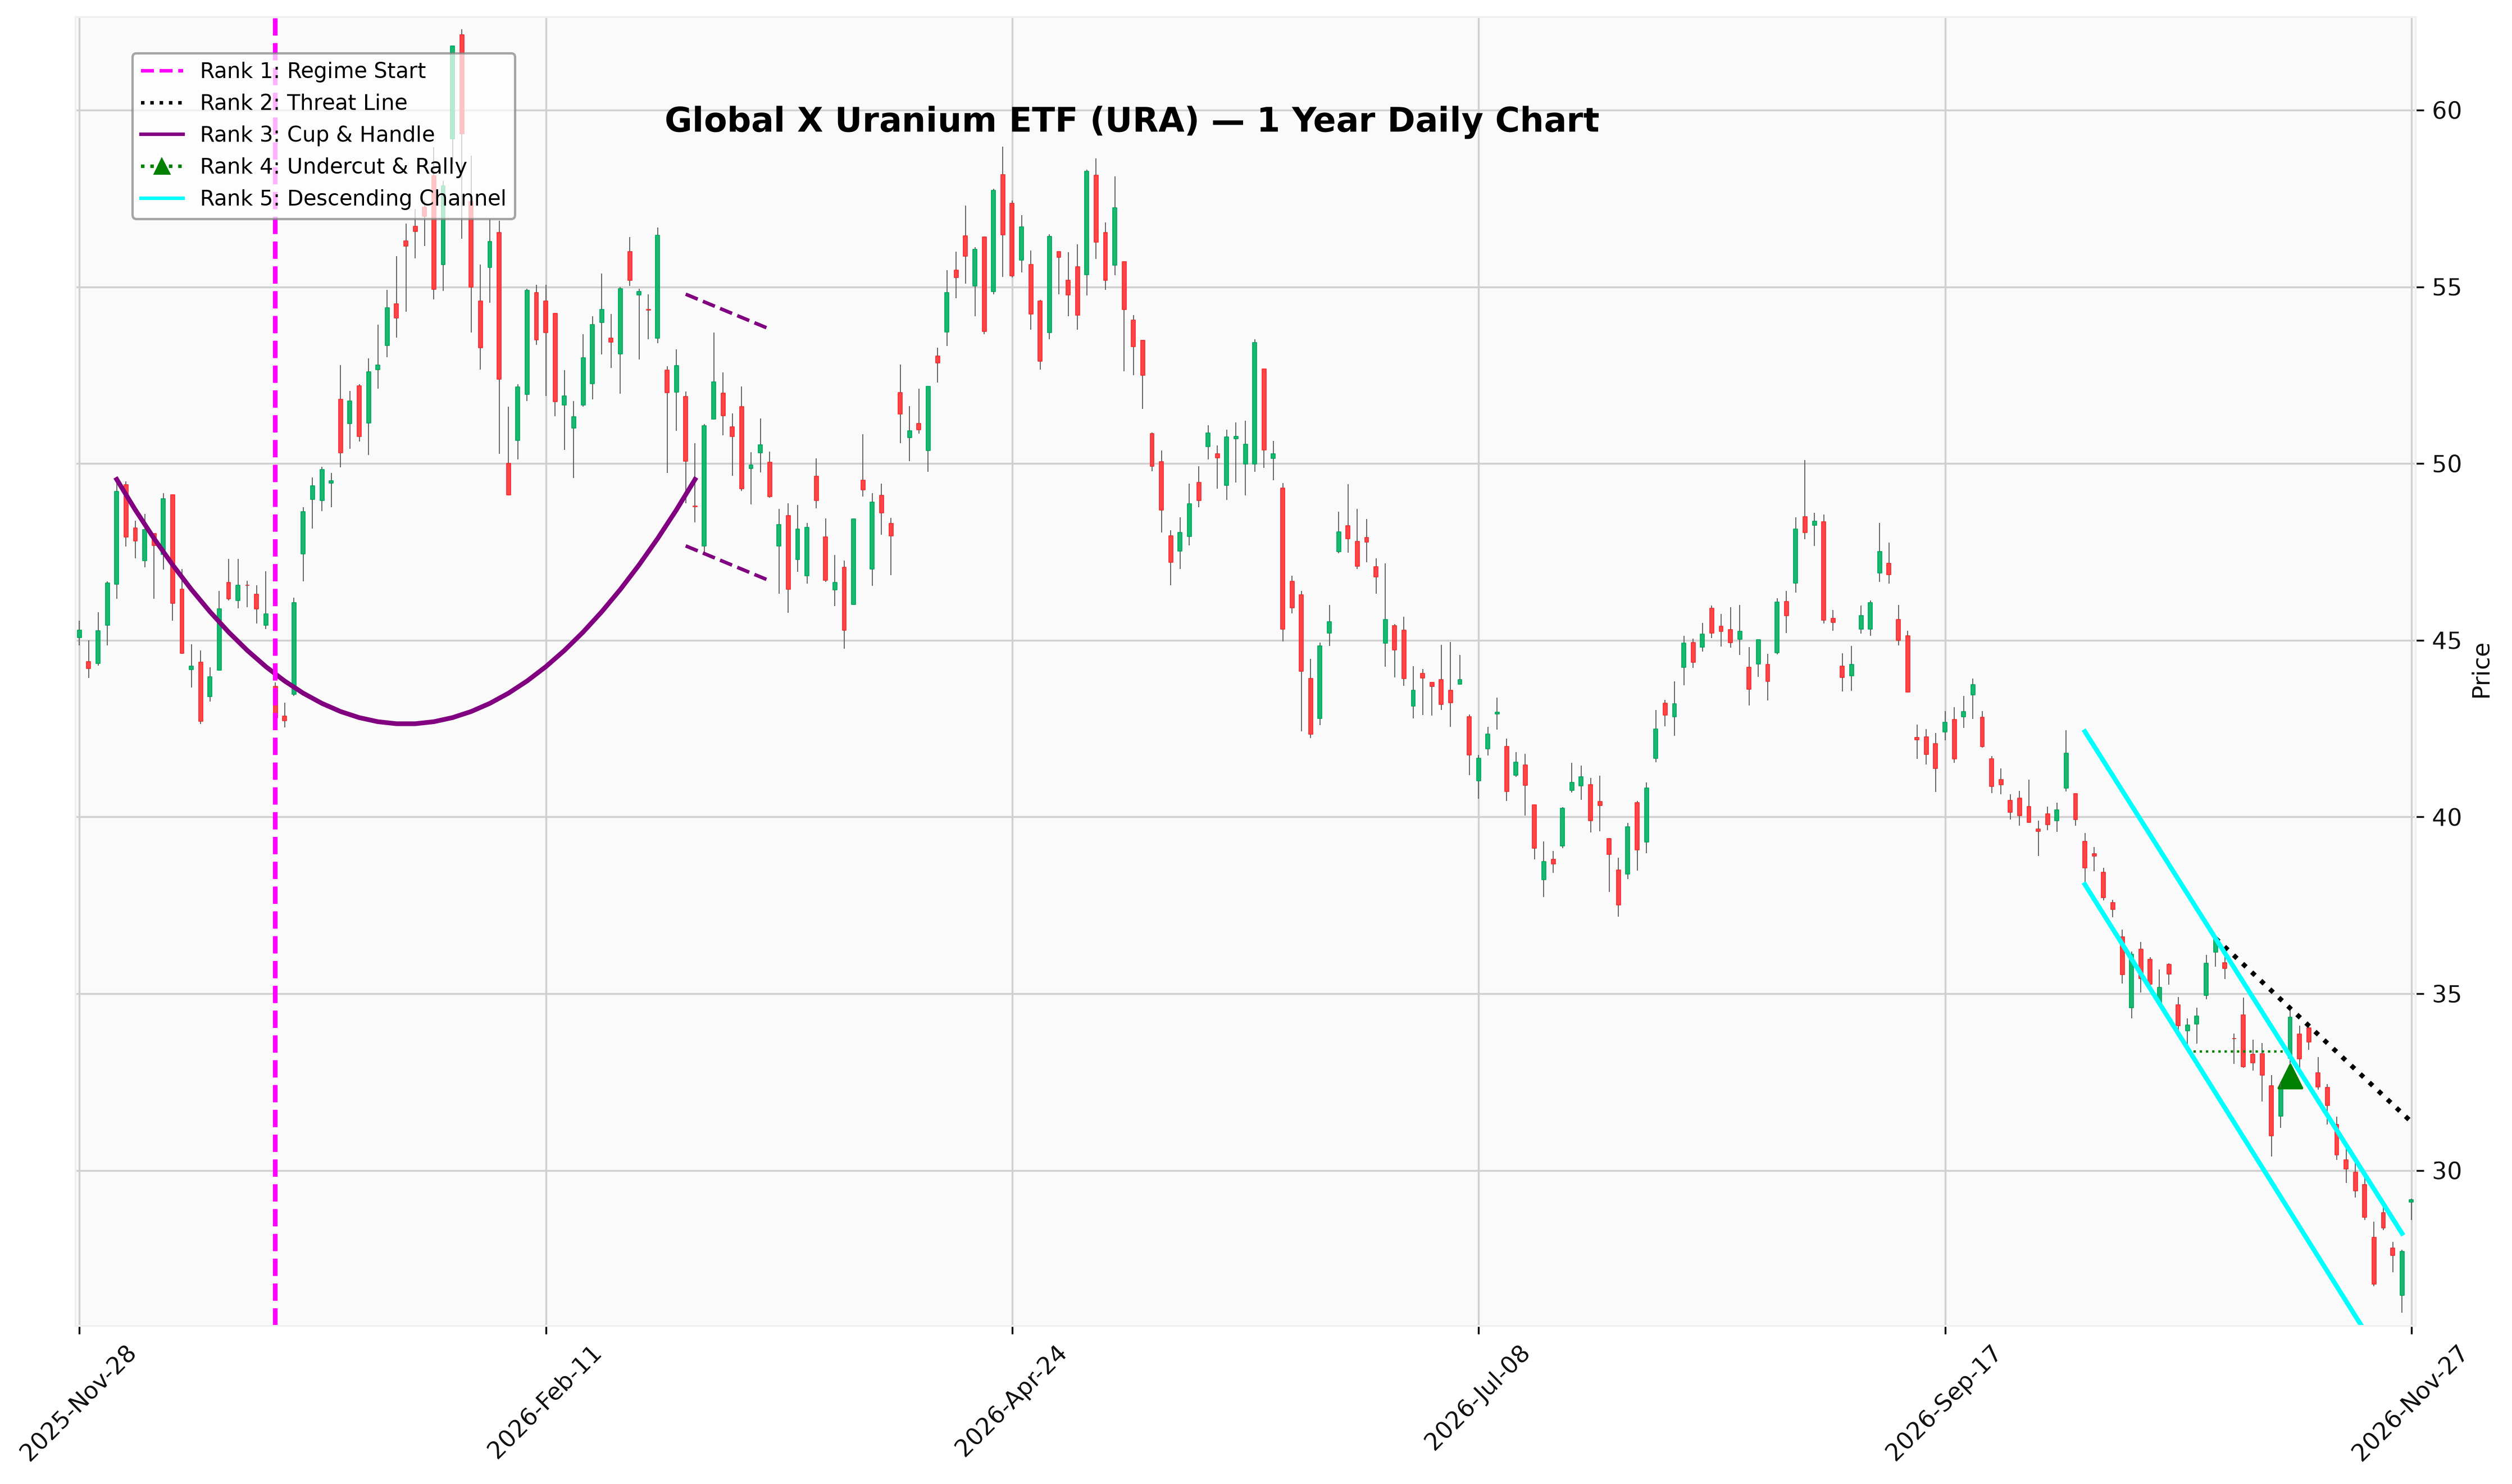 Global X Uranium ETF (URA) — 1 Year Daily Chart
Rank 1: Regime Start
Rank 2: Threat Line
Rank 3: Cup & Handle
Rank 4: Undercut & Rally
Rank 5: Descending Channel
60
55
50
45
40
35
30
Price
2025-Nov-28
2026-Feb-11
2026-Apr-24
2026-Jul-08
2026-Sep-17
2026-Nov-27